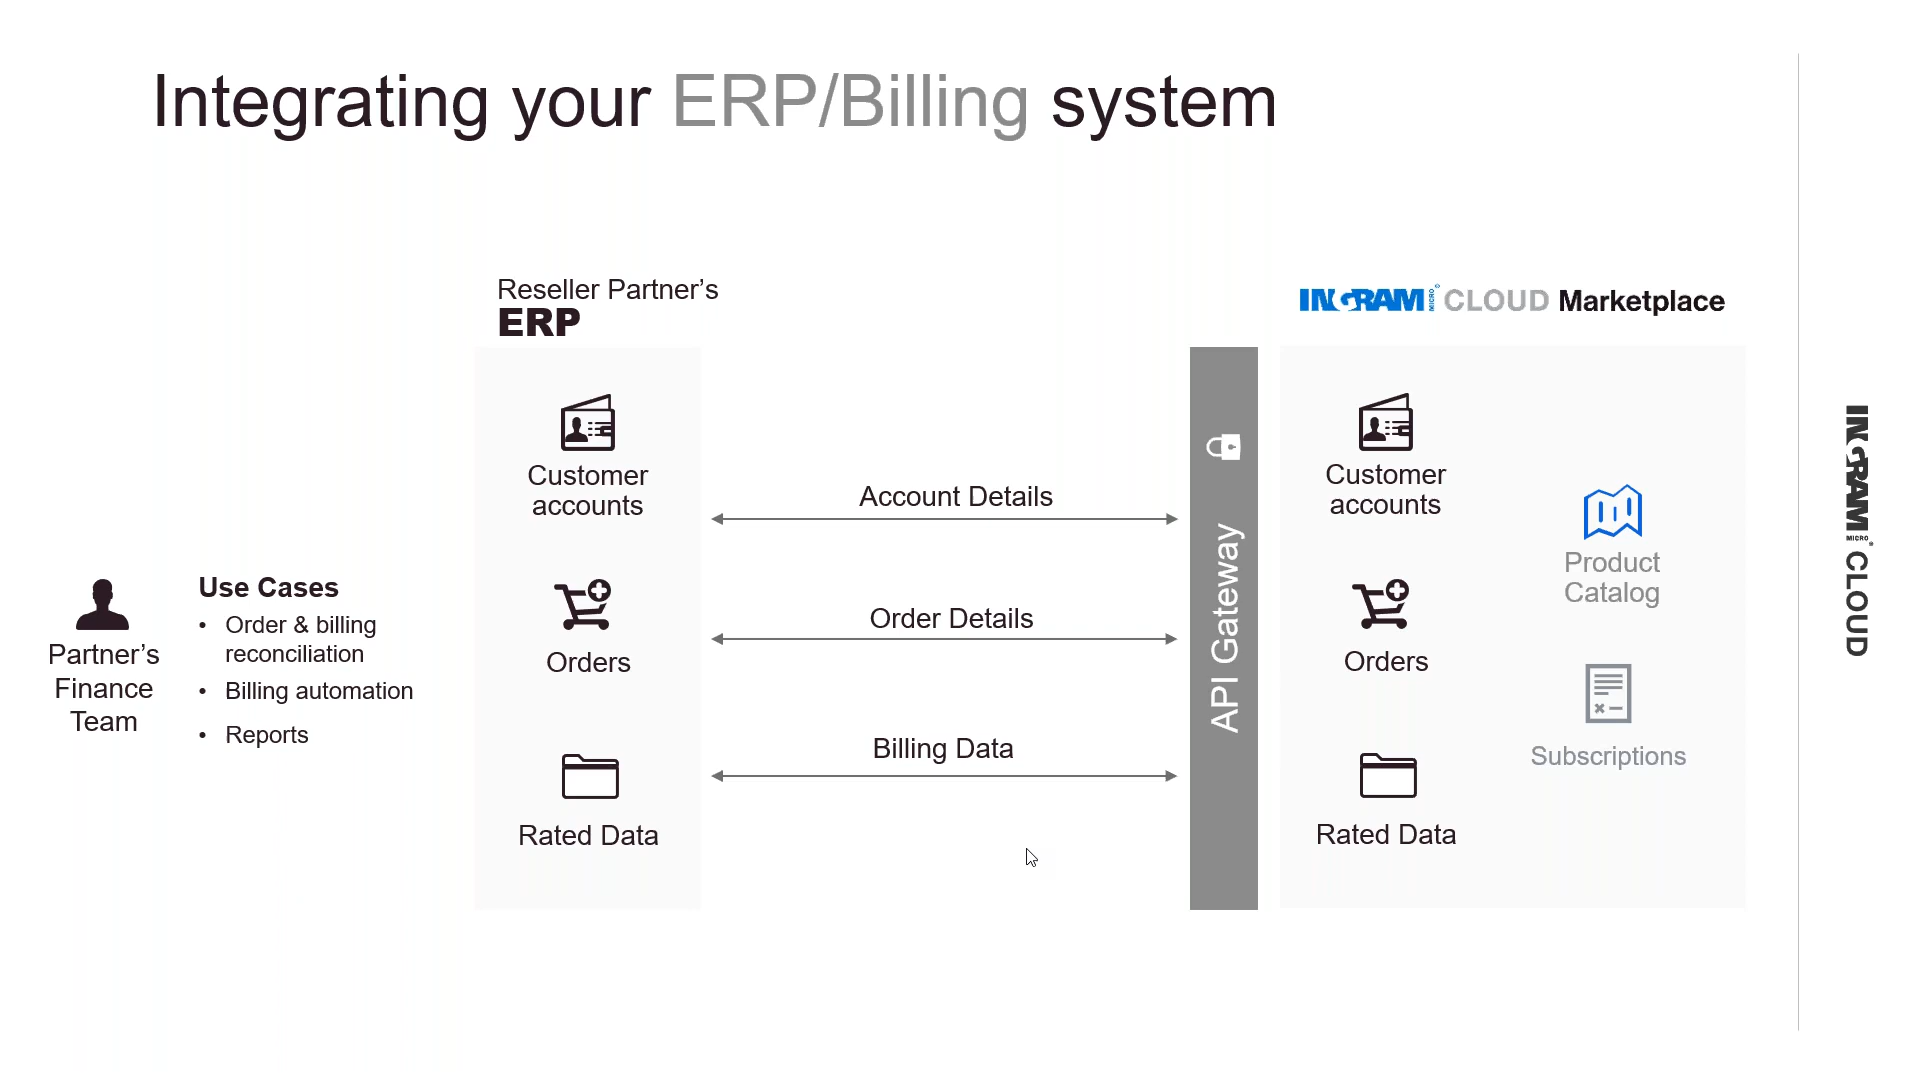 Integrating your ERP/Billing system
Reseller Partner’s
ERP
INGRAM MICRO® CLOUD Marketplace
Customer
accounts
Orders
Rated Data
Account Details
Order Details
Billing Data
API Gateway
Customer
accounts
Orders
Rated Data
Product
Catalog
Subscriptions
Partner’s
Finance
Team
Use Cases
• Order & billing
reconciliation
• Billing automation
• Reports
INGRAM MICRO® CLOUD